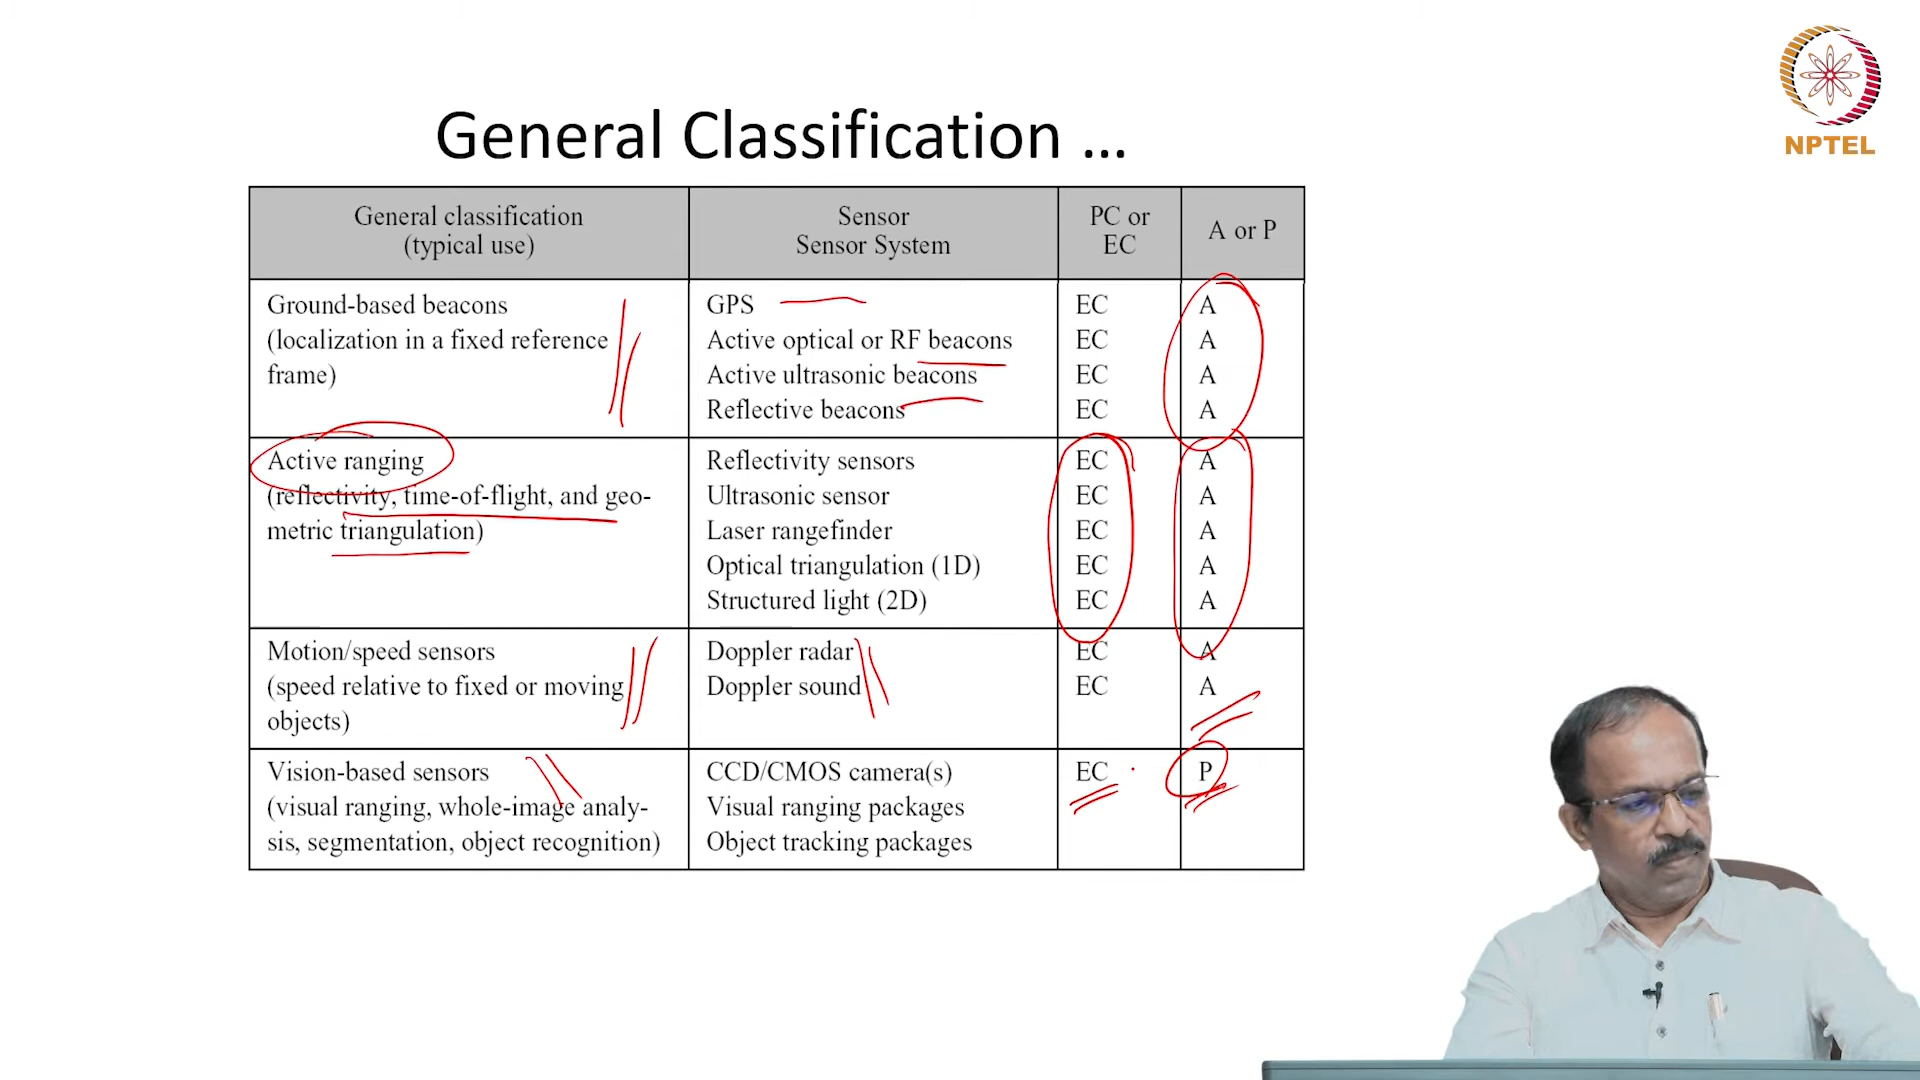 NPTEL
General Classification ...
General classification
(typical use)
Sensor
Sensor System
PC or
EC
A or P
Ground-based beacons
(localization in a fixed reference
frame)
GPS
Active optical or RF beacons
Active ultrasonic beacons
Reflective beacons
EC
EC
EC
EC
A
A
A
A
Active ranging
(reflectivity, time-of-flight, and geo-
metric triangulation)
Reflectivity sensors
Ultrasonic sensor
Laser rangefinder
Optical triangulation (1D)
Structured light (2D)
EC
EC
EC
EC
EC
A
A
A
A
A
Motion/speed sensors
(speed relative to fixed or moving
objects)
Doppler radar
Doppler sound
EC
EC
A
A
Vision-based sensors
(visual ranging, whole-image analy-
sis, segmentation, object recognition)
CCD/CMOS camera(s)
Visual ranging packages
Object tracking packages
EC
P